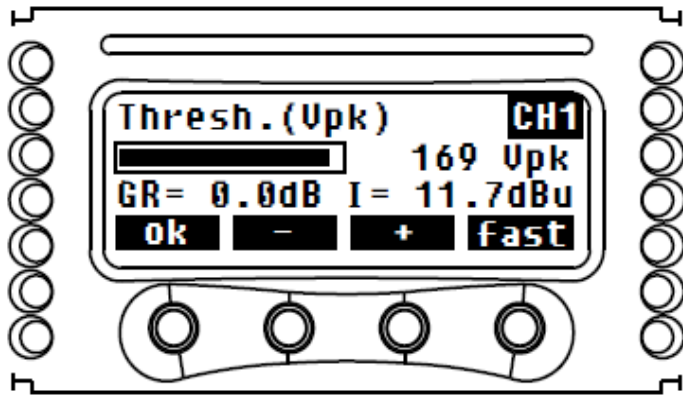 Thresh.(Vpk) CH1
169 Vpk
GR= 0.0dB I= 11.7dBu
ok - + fast